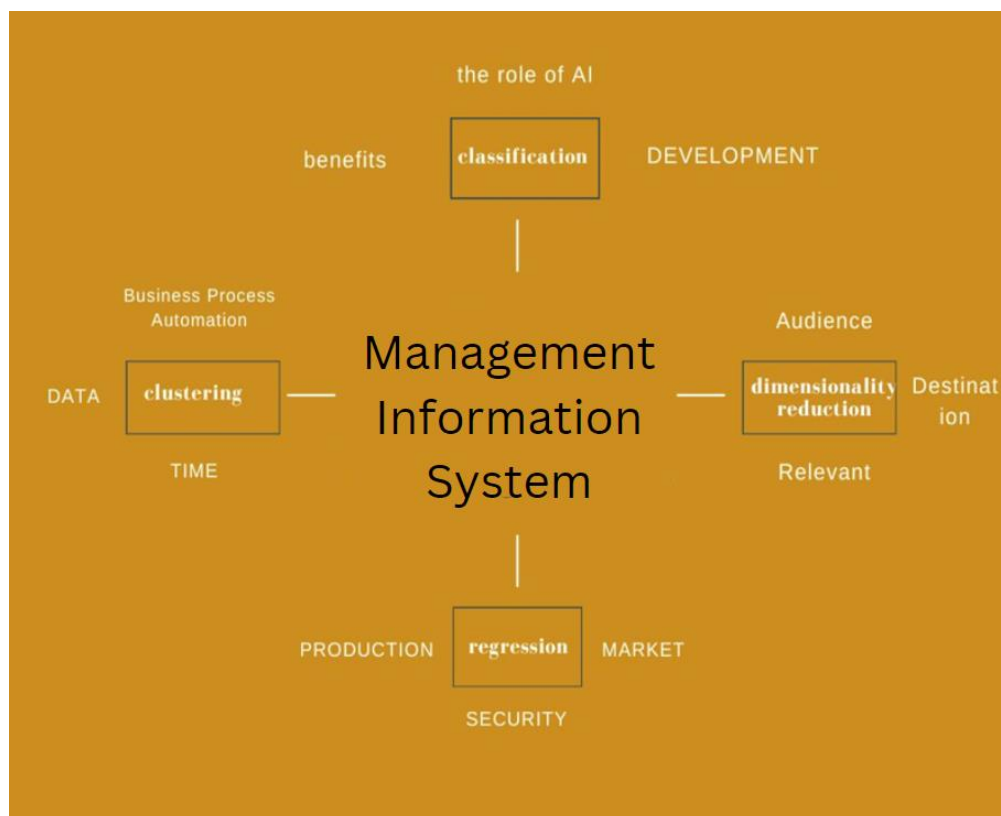 the role of AI
benefits
classification
DEVELOPMENT
Business Process
Automation
DATA
clustering
TIME
Management
Information
System
Audience
dimensionality
reduction
Destinat
ion
Relevant
PRODUCTION
regression
MARKET
SECURITY